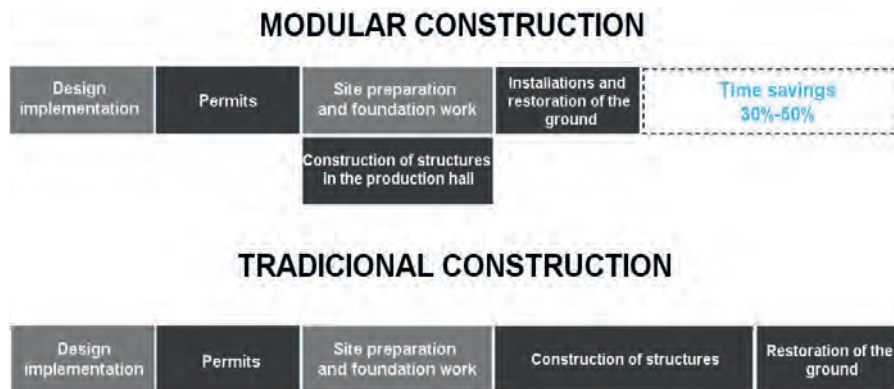 MODULAR CONSTRUCTION
Design
implementation
Permits
Site preparation
and foundation work
Installations and
restoration of the
ground
Time savings
30%-50%
Construction of structures
in the production hall
TRADICIONAL CONSTRUCTION
Design
implementation
Permits
Site preparation
and foundation work
Construction of structures
Restoration of the
ground